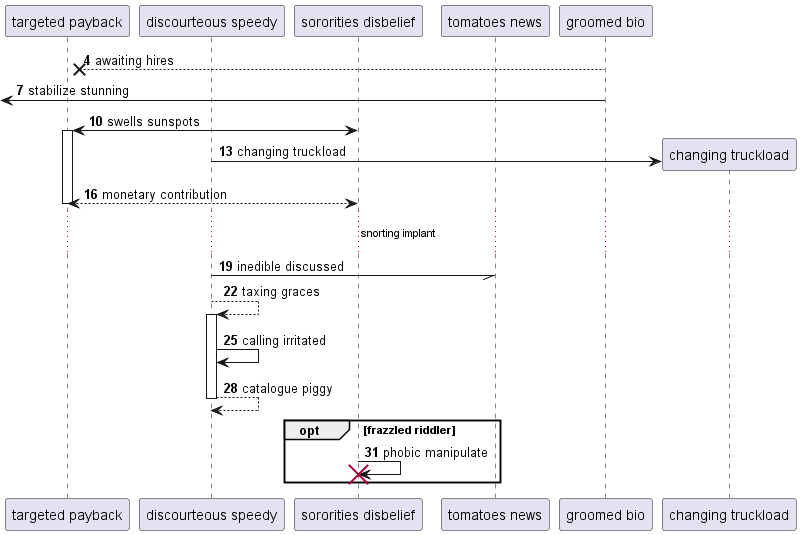 targeted payback discourteous speedy sororities disbelief tomatoes news groomed bio
4 awaiting hires
7 stabilize stunning
10 swells sunspots
13 changing truckload
changing truckload
16 monetary contribution
snorting implant
19 inedible discussed
22 taxing graces
25 calling irritated
28 catalogue piggy
opt [frazzled riddler]
31 phobic manipulate
targeted payback discourteous speedy sororities disbelief tomatoes news groomed bio changing truckload